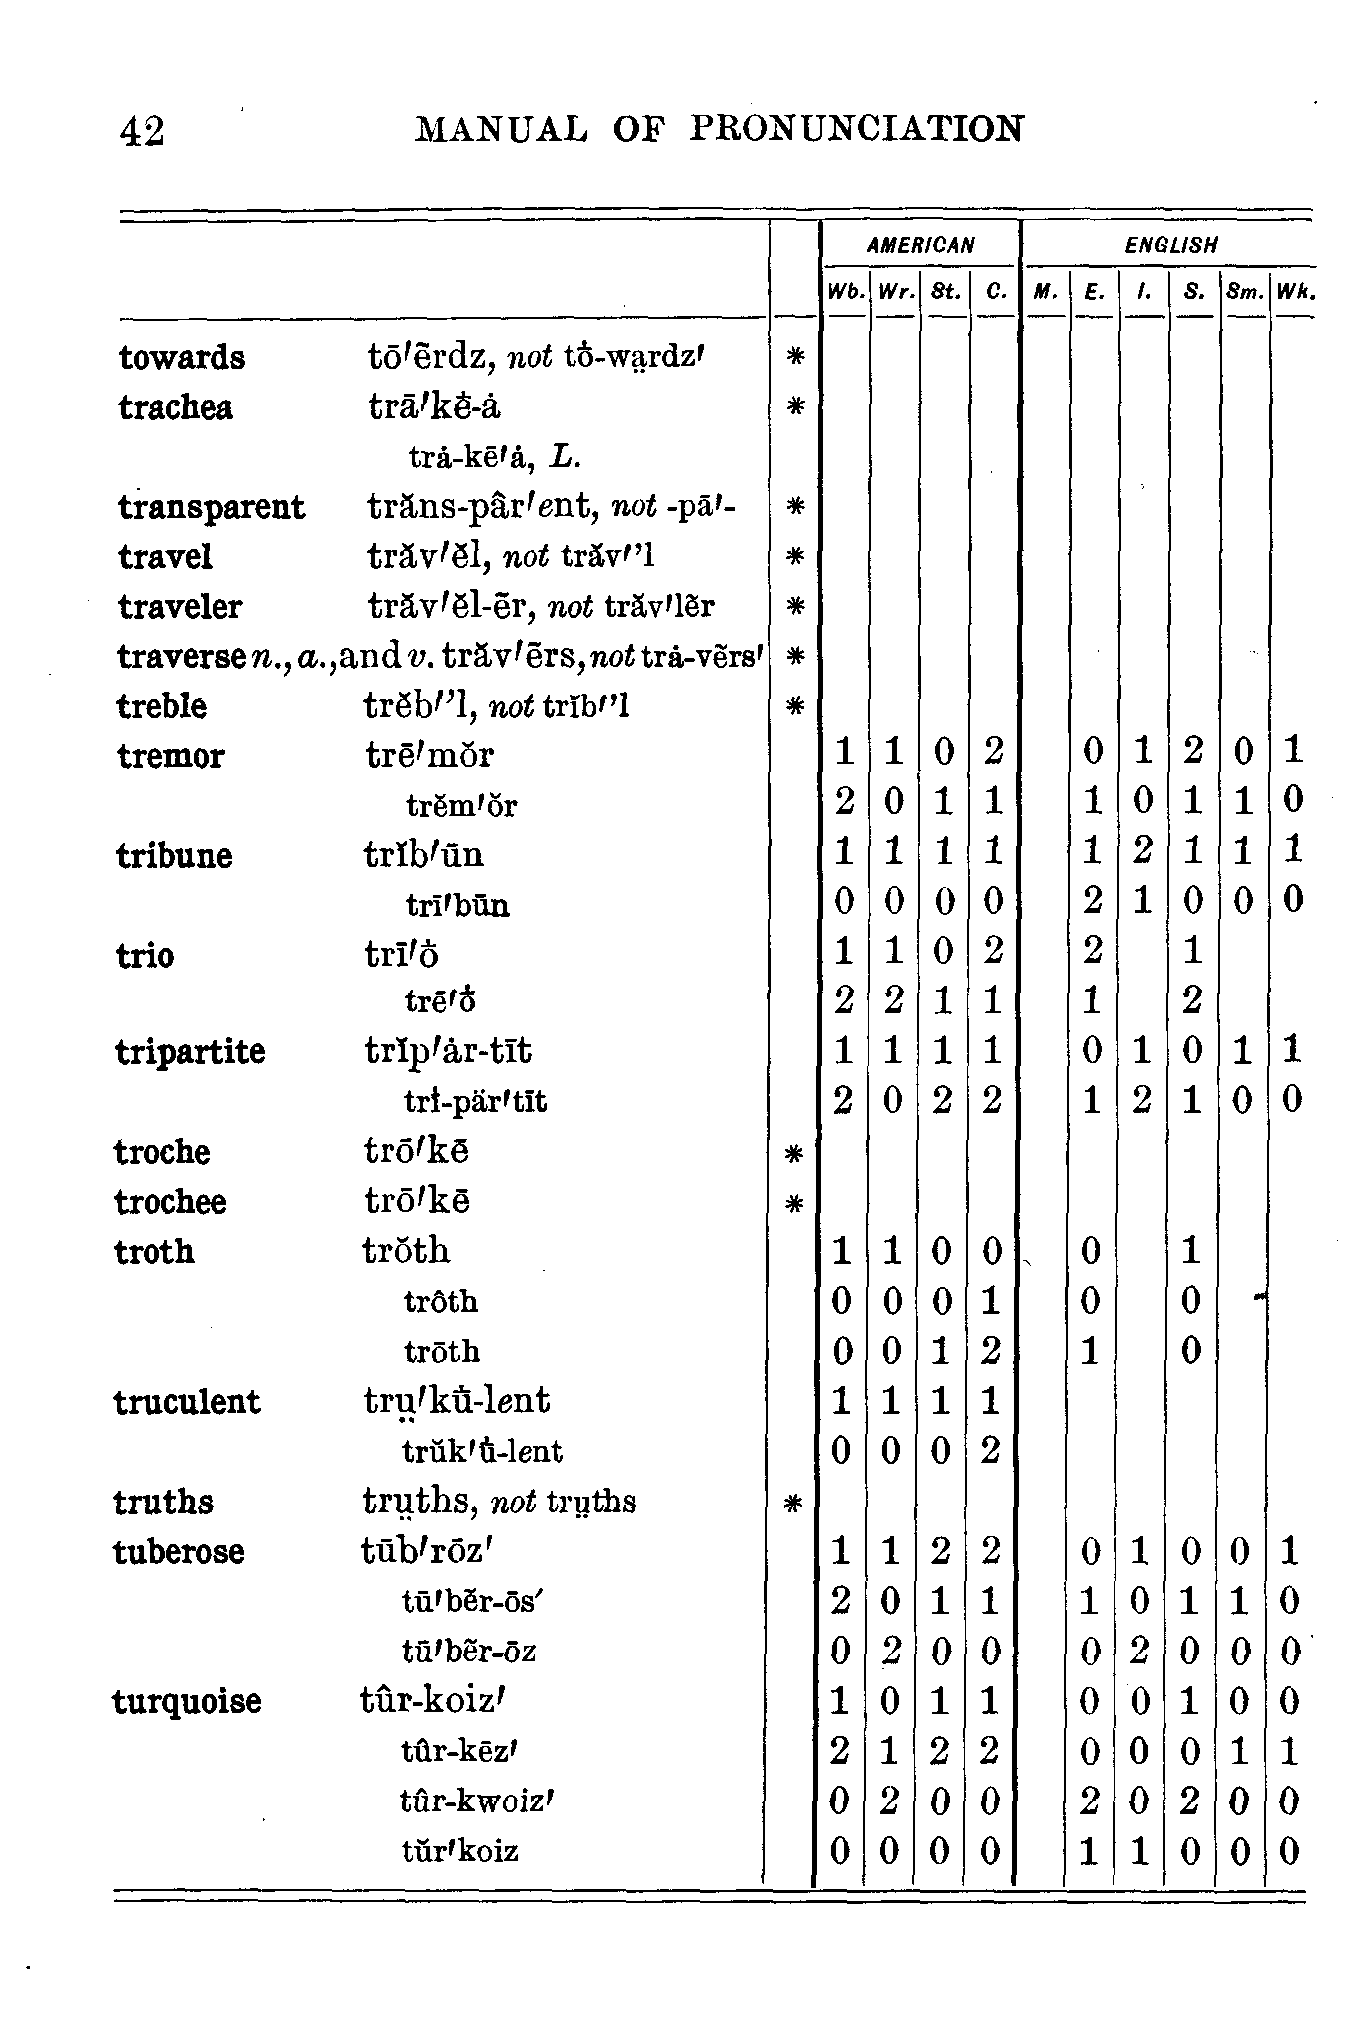 42 MANUAL OF PRONUNCIATION
AMERICAN ENGLISH
Wb. Wr. St. C. M. E. I. S. Sm. Wk.
towards tō′ẽrdz, not tō̇-wa̤rdz′ *
trachea trā′kē̇-ȧ *
trȧ-kē′ȧ, L.
transparent trăns-pâr′ent, not -pā′- *
travel trăv′ĕl, not trăv′’l *
traveler trăv′ĕl-ẽr, not trăv′lẽr *
traverse n., a., and v. trăv′ẽrs, not trȧ-vẽrs′ *
treble trĕb′’l, not trĭb′’l *
tremor trē′mŏr 1 1 0 2 0 1 2 0 1
trĕm′ŏr 2 0 1 1 1 0 1 1 0
tribune trĭb′ūn 1 1 1 1 1 2 1 1 1
trī′būn 0 0 0 0 2 1 0 0 0
trio trī′ō̇ 1 1 0 2 2 1
trē′ō̇ 2 2 1 1 1 2
tripartite trĭp′ȧr-tīt 1 1 1 1 0 1 0 1 1
trī̇-pär′tīt 2 0 2 2 1 2 1 0 0
troche trō′kē *
trochee trō′kē *
troth trŏth 1 1 0 0 0 1
trôth 0 0 0 1 0 0
trōth 0 0 1 2 1 0
truculent trṳ′kū̇-lent 1 1 1 1
trŭk′ū̇-lent 0 0 0 2
truths trṳths, not trṳths *
tuberose tūb′rōz′ 1 1 2 2 0 1 0 0 1
tū′bẽr-ōs′ 2 0 1 1 1 0 1 1 0
tū′bẽr-ōz 0 2 0 0 0 2 0 0 0
turquoise tûr-koiz′ 1 0 1 1 0 0 1 0 0
tûr-kēz′ 2 1 2 2 0 0 0 1 1
tûr-kwoiz′ 0 2 0 0 2 0 2 0 0
tŭr′koiz 0 0 0 0 1 1 0 0 0